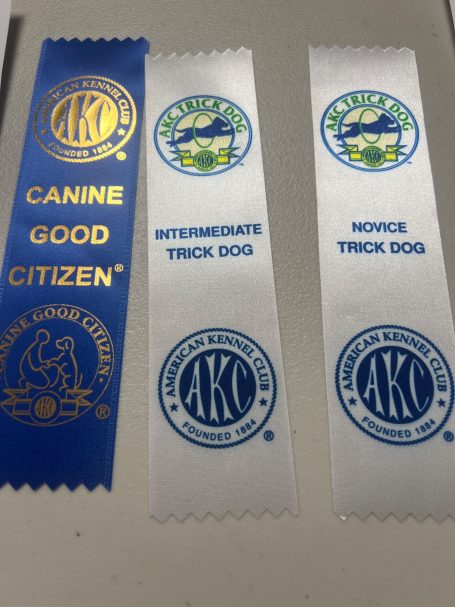 AMERICAN KENNEL CLUB
AKC
FOUNDED 1884
®
CANINE
GOOD
CITIZEN®
CANINE GOOD CITIZEN
AKC
®
AKC TRICK DOG
AKC
INTERMEDIATE
TRICK DOG
AMERICAN KENNEL CLUB
AKC
FOUNDED 1884
®
AKC TRICK DOG
AKC
NOVICE
TRICK DOG
AMERICAN KENNEL CLUB
AKC
FOUNDED 1884
®